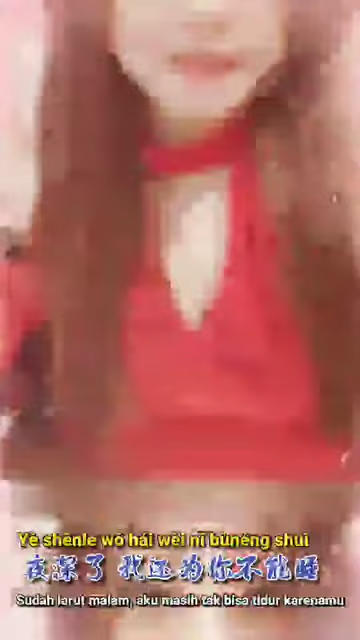 Yè shēnle wǒ hái wèi nǐ bùnéng shuì
夜深了 我还为你不能睡
Sudah larut malam, aku masih tak bisa tidur karenamu